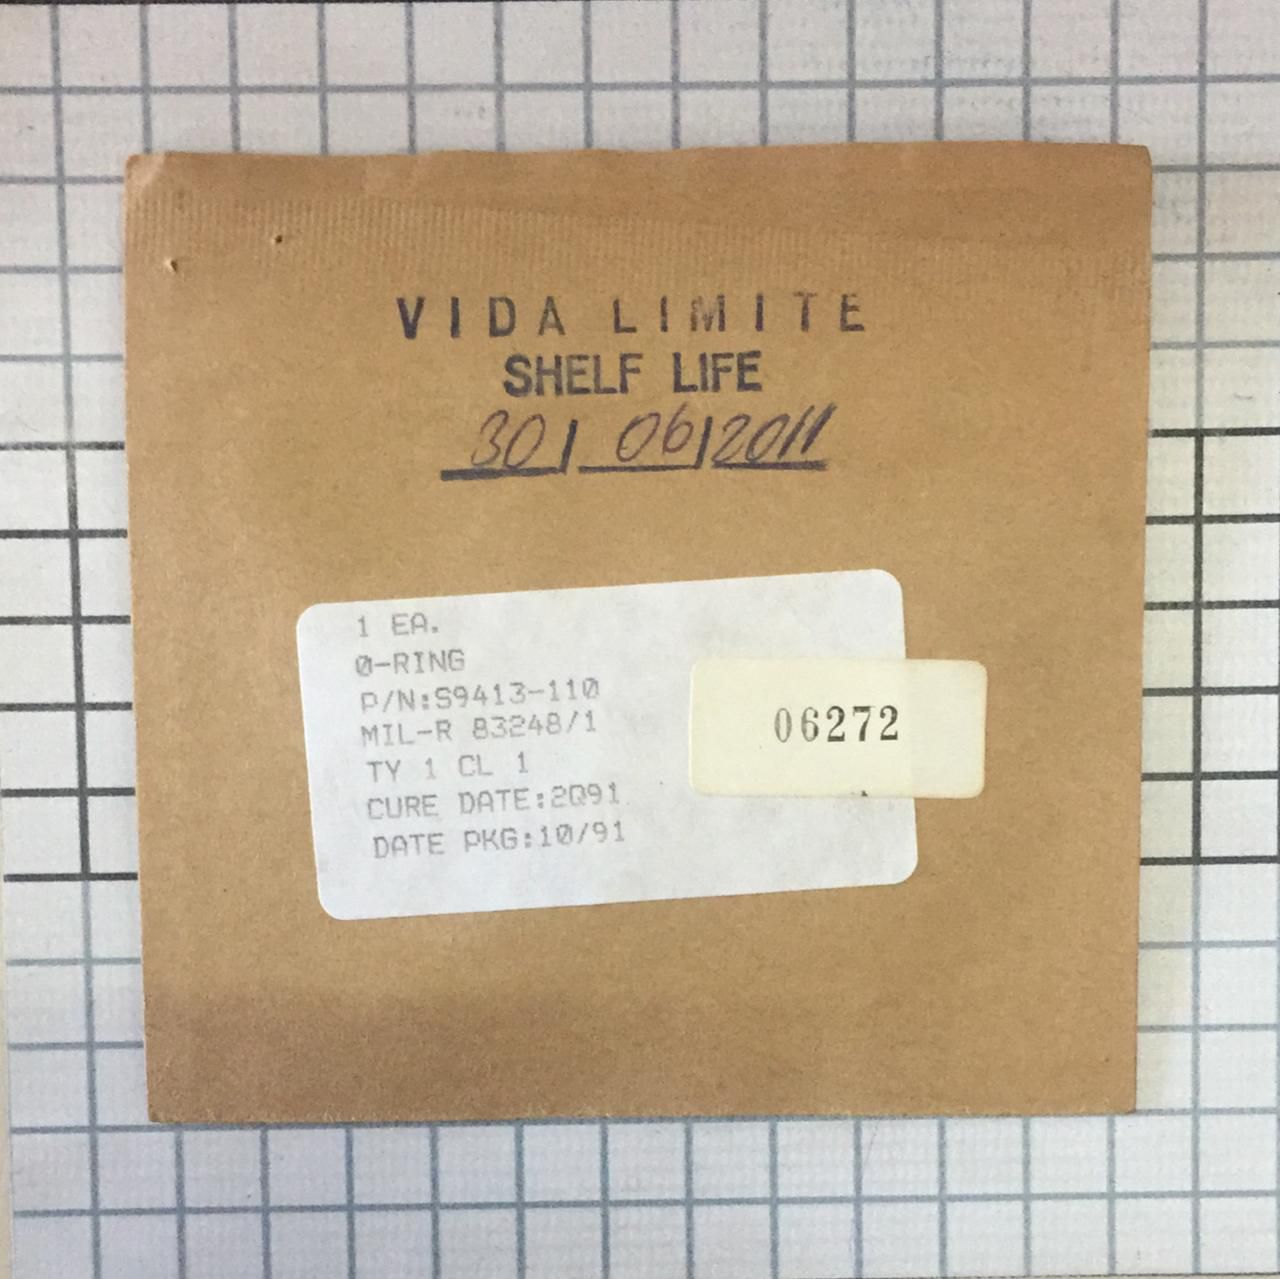 VIDA LIMITE
SHELF LIFE
30/06/2011
1 EA.
0-RING
P/N:S9413-110
MIL-R 83248/1
TY 1 CL 1
CURE DATE:2Q91
DATE PKG:10/91
06272